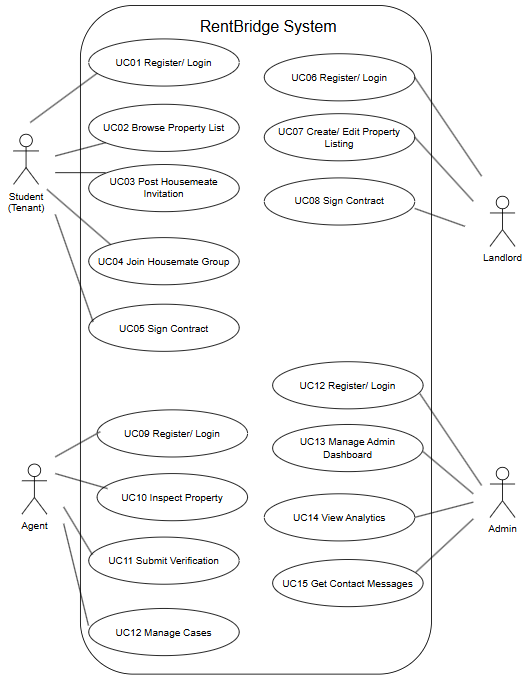 RentBridge System
UC01 Register/ Login
UC02 Browse Property List
UC03 Post Housemeate
Invitation
UC04 Join Housemate Group
UC05 Sign Contract
Student
(Tenant)
UC06 Register/ Login
UC07 Create/ Edit Property
Listing
UC08 Sign Contract
Landlord
UC09 Register/ Login
UC10 Inspect Property
UC11 Submit Verification
UC12 Manage Cases
Agent
UC12 Register/ Login
UC13 Manage Admin
Dashboard
UC14 View Analytics
UC15 Get Contact Messages
Admin